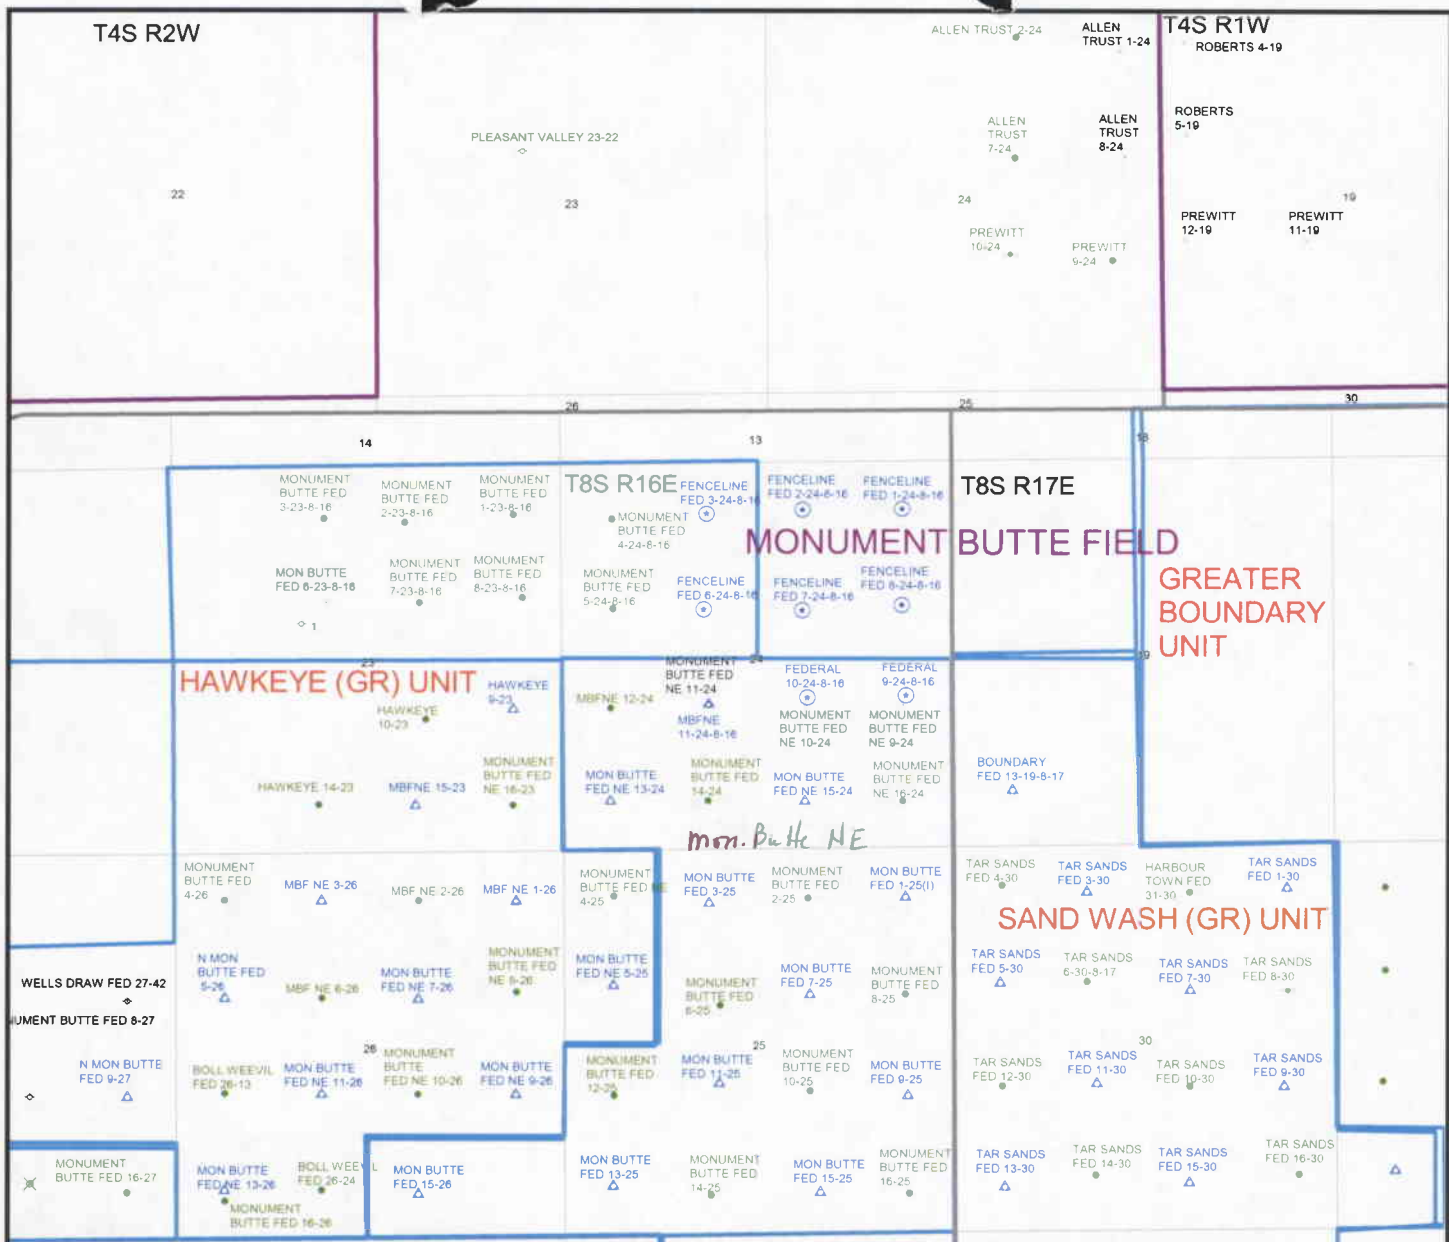 T4S R2W
ALLEN TRUST 2-24
ALLEN
TRUST 1-24
T4S R1W
ROBERTS 4-19
PLEASANT VALLEY 23-22
ALLEN
TRUST
7-24
ALLEN
TRUST
8-24
ROBERTS
5-19
22
23
24
19
PREWITT
10-24
PREWITT
9-24
PREWITT
12-19
PREWITT
11-19
26
25
30
14
13
18
MONUMENT
BUTTE FED
3-23-8-16
MONUMENT
BUTTE FED
2-23-8-16
MONUMENT
BUTTE FED
1-23-8-16
T8S R16E
FENCELINE
FED 3-24-8-16
FENCELINE
FED 2-24-8-16
FENCELINE
FED 1-24-8-16
T8S R17E
MONUMENT
BUTTE FED
4-24-8-16
MONUMENT BUTTE FIELD
MON BUTTE
FED 6-23-8-16
MONUMENT
BUTTE FED
7-23-8-16
MONUMENT
BUTTE FED
8-23-8-16
MONUMENT
BUTTE FED
5-24-8-16
FENCELINE
FED 6-24-8-16
FENCELINE
FED 7-24-8-16
FENCELINE
FED 8-24-8-16
GREATER
BOUNDARY
UNIT
1
23
24
19
HAWKEYE (GR) UNIT
HAWKEYE
9-23
HAWKEYE
10-23
MBFNE 12-24
MONUMENT
BUTTE FED
NE 11-24
MBFNE
11-24-8-16
FEDERAL
10-24-8-16
FEDERAL
9-24-8-16
MONUMENT
BUTTE FED
NE 10-24
MONUMENT
BUTTE FED
NE 9-24
HAWKEYE 14-23
MBFNE 15-23
MONUMENT
BUTTE FED
NE 16-23
MON BUTTE
FED NE 13-24
MONUMENT
BUTTE FED
14-24
MON BUTTE
FED NE 15-24
MONUMENT
BUTTE FED
NE 16-24
BOUNDARY
FED 13-19-8-17
mon. Butte NE
MONUMENT
BUTTE FED
4-26
MBF NE 3-26
MBF NE 2-26
MBF NE 1-26
MONUMENT
BUTTE FED NE
4-25
MON BUTTE
FED 3-25
MONUMENT
BUTTE FED
2-25
MON BUTTE
FED 1-25(I)
TAR SANDS
FED 4-30
TAR SANDS
FED 3-30
HARBOUR
TOWN FED
31-30
TAR SANDS
FED 1-30
SAND WASH (GR) UNIT
WELLS DRAW FED 27-42
N MON
BUTTE FED
5-26
MBF NE 6-26
MON BUTTE
FED NE 7-26
MONUMENT
BUTTE FED
NE 8-26
MON BUTTE
FED NE 5-25
MONUMENT
BUTTE FED
6-25
MON BUTTE
FED 7-25
MONUMENT
BUTTE FED
8-25
TAR SANDS
FED 5-30
TAR SANDS
6-30-8-17
TAR SANDS
FED 7-30
TAR SANDS
FED 8-30
UMENT BUTTE FED 8-27
26
25
30
N MON BUTTE
FED 9-27
BOLL WEEVIL
FED 26-13
MON BUTTE
FED NE 11-26
MONUMENT
BUTTE
FED NE 10-26
MON BUTTE
FED NE 9-26
MONUMENT
BUTTE FED
12-25
MON BUTTE
FED 11-25
MONUMENT
BUTTE FED
10-25
MON BUTTE
FED 9-25
TAR SANDS
FED 12-30
TAR SANDS
FED 11-30
TAR SANDS
FED 10-30
TAR SANDS
FED 9-30
MONUMENT
BUTTE FED 16-27
MON BUTTE
FED NE 13-26
BOLL WEEVIL
FED 26-24
MON BUTTE
FED 15-26
MON BUTTE
FED 13-25
MONUMENT
BUTTE FED
14-25
MON BUTTE
FED 15-25
MONUMENT
BUTTE FED
16-25
TAR SANDS
FED 13-30
TAR SANDS
FED 14-30
TAR SANDS
FED 15-30
TAR SANDS
FED 16-30
MONUMENT
BUTTE FED 16-26